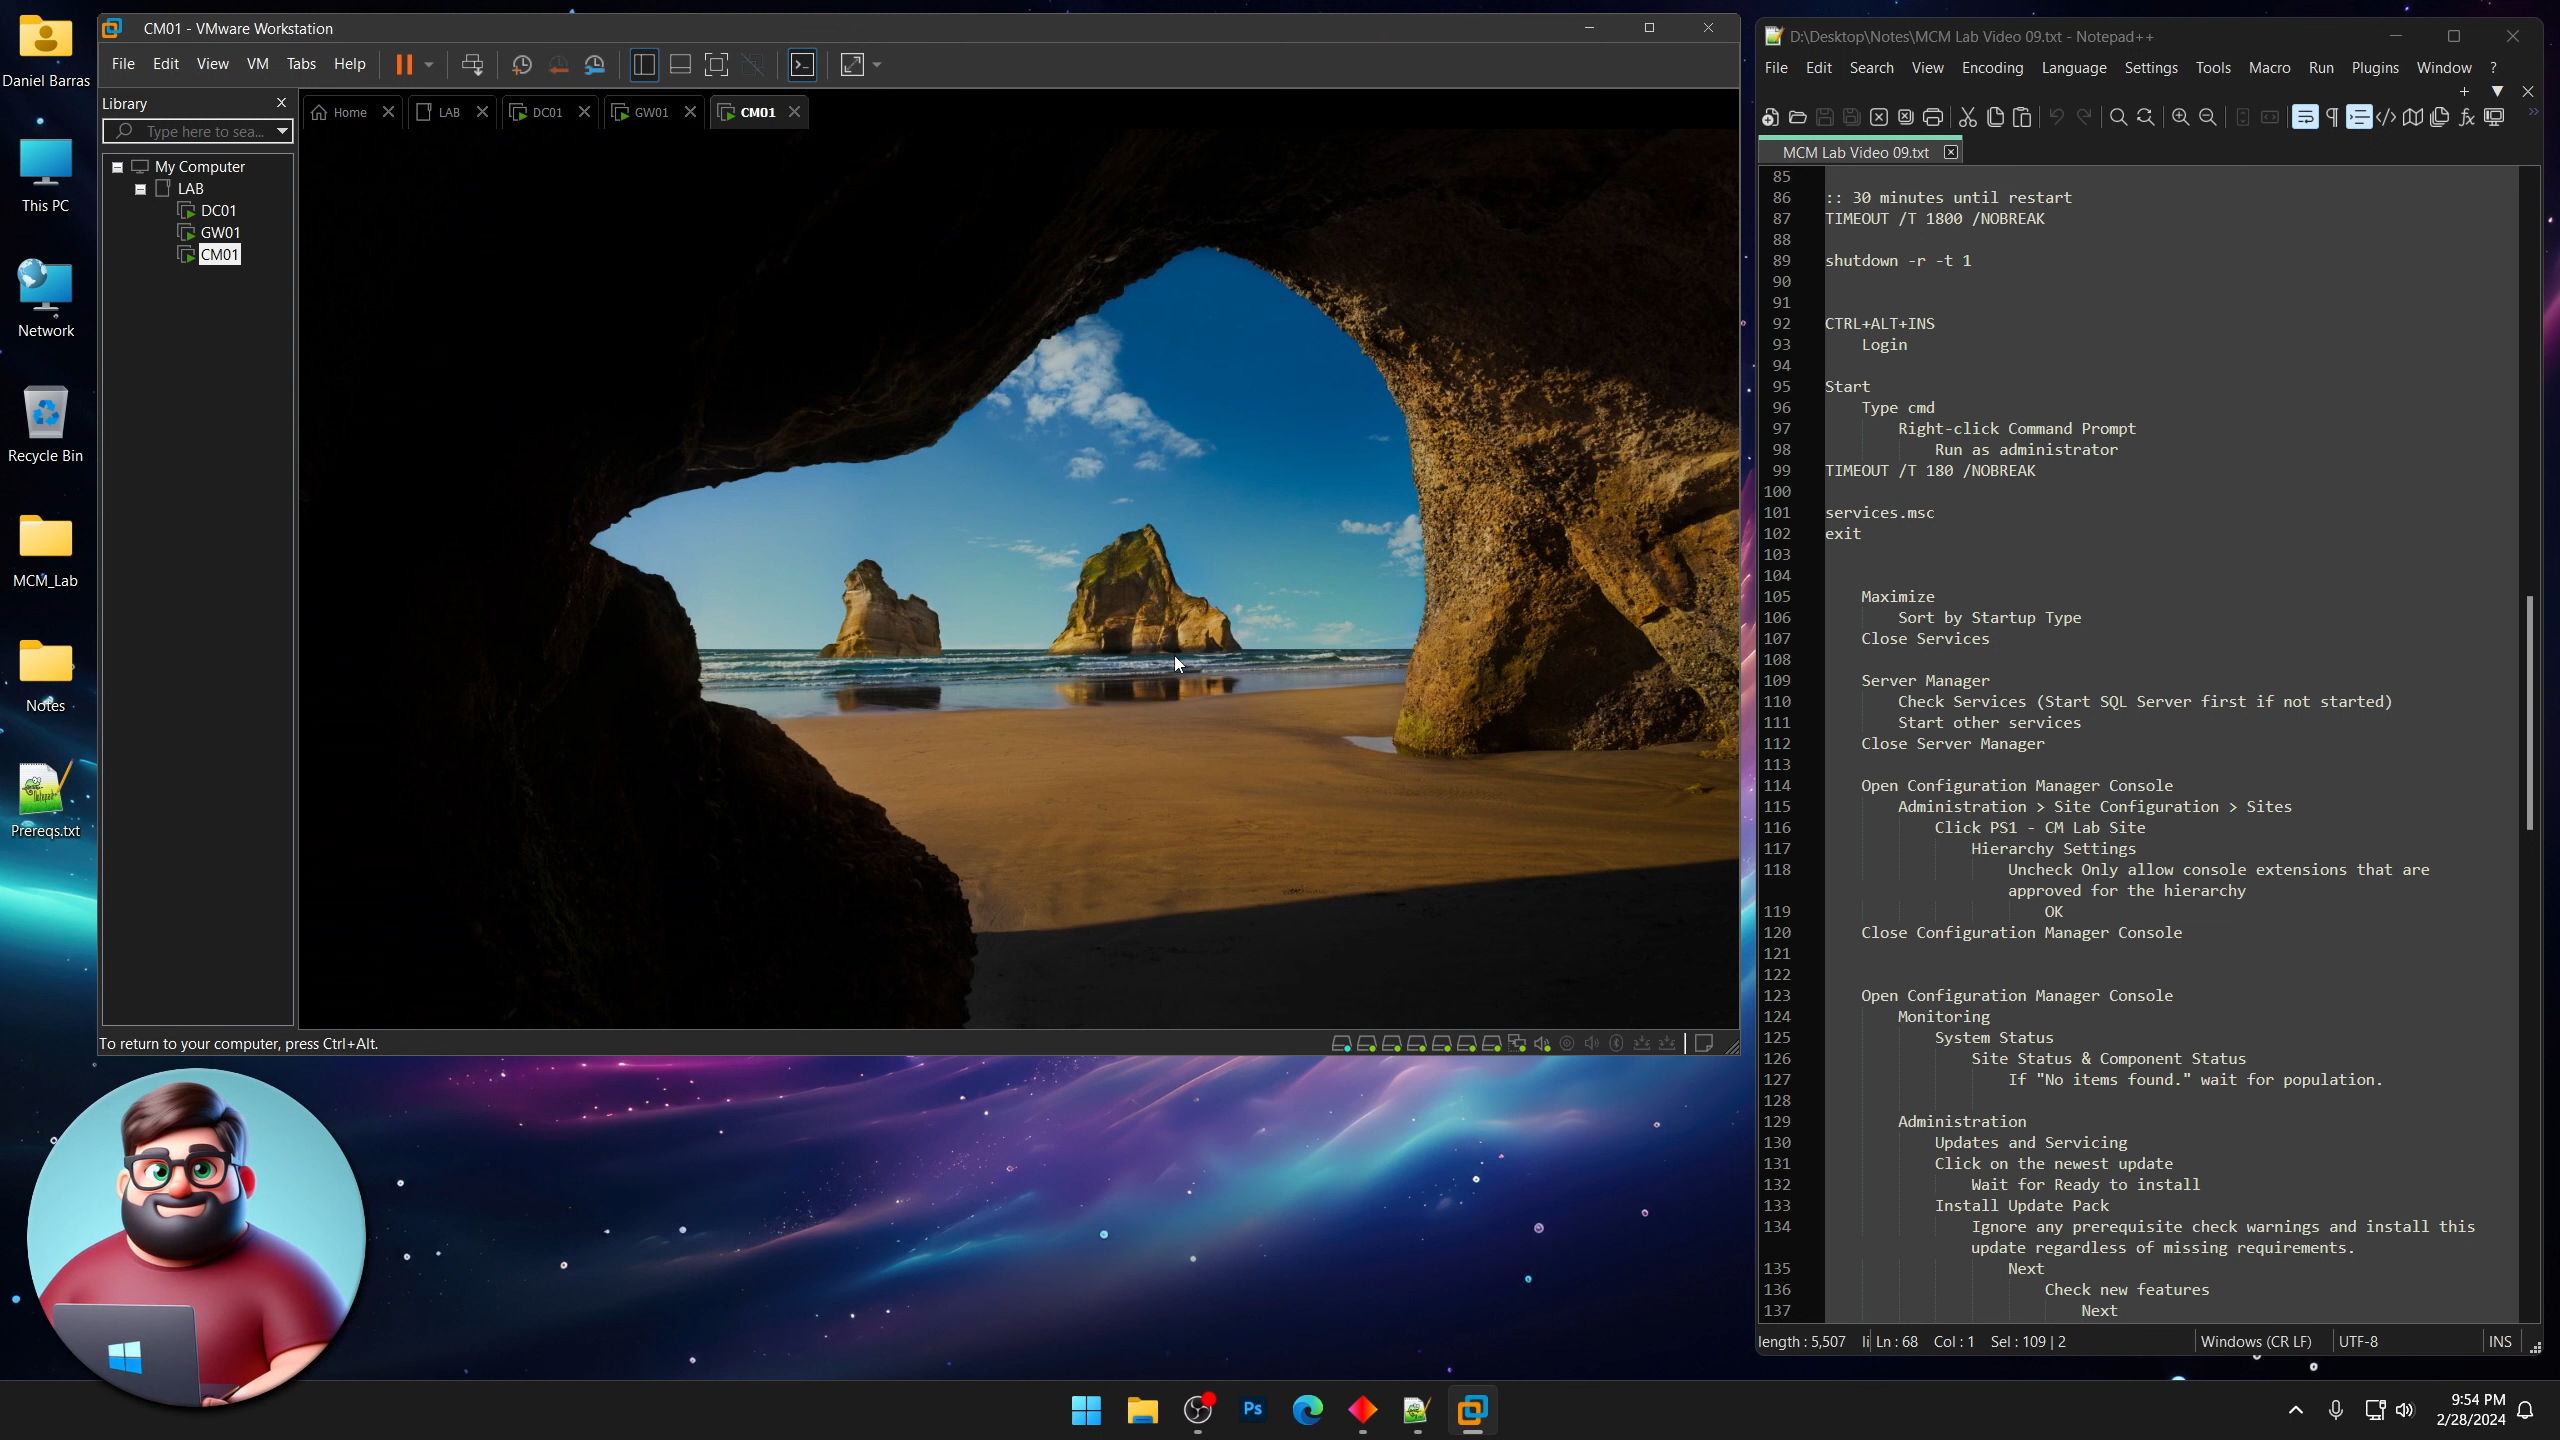 Daniel Barras
This PC
Network
Recycle Bin
MCM_Lab
Notes
Prereqs.txt
CM01 - VMware Workstation
File Edit View VM Tabs Help
Library
Type here to sea...
My Computer
LAB
DC01
GW01
CM01
Home LAB DC01 GW01 CM01
To return to your computer, press Ctrl+Alt.
D:\Desktop\Notes\MCM Lab Video 09.txt - Notepad++
File Edit Search View Encoding Language Settings Tools Macro Run Plugins Window ?
MCM Lab Video 09.txt
85
86 :: 30 minutes until restart
87 TIMEOUT /T 1800 /NOBREAK
88
89 shutdown -r -t 1
90
91
92 CTRL+ALT+INS
93 Login
94
95 Start
96 Type cmd
97 Right-click Command Prompt
98 Run as administrator
99 TIMEOUT /T 180 /NOBREAK
100
101 services.msc
102 exit
103
104
105 Maximize
106 Sort by Startup Type
107 Close Services
108
109 Server Manager
110 Check Services (Start SQL Server first if not started)
111 Start other services
112 Close Server Manager
113
114 Open Configuration Manager Console
115 Administration > Site Configuration > Sites
116 Click PS1 - CM Lab Site
117 Hierarchy Settings
118 Uncheck Only allow console extensions that are
approved for the hierarchy
119 OK
120 Close Configuration Manager Console
121
122
123 Open Configuration Manager Console
124 Monitoring
125 System Status
126 Site Status & Component Status
127 If "No items found." wait for population.
128
129 Administration
130 Updates and Servicing
131 Click on the newest update
132 Wait for Ready to install
133 Install Update Pack
134 Ignore any prerequisite check warnings and install this
update regardless of missing requirements.
135 Next
136 Check new features
137 Next
length : 5,507 li Ln : 68 Col : 1 Sel : 109 | 2 Windows (CR LF) UTF-8 INS
Ps
9:54 PM
2/28/2024